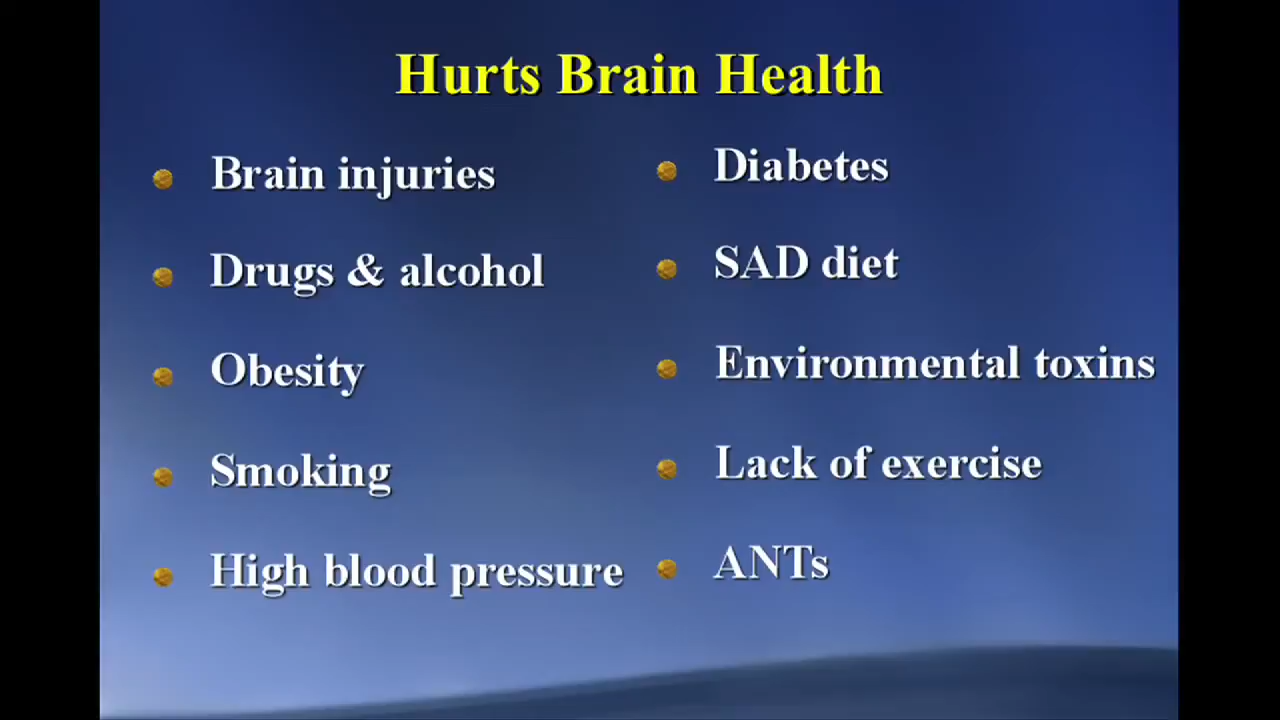 Hurts Brain Health
Brain injuries
Drugs & alcohol
Obesity
Smoking
High blood pressure
Diabetes
SAD diet
Environmental toxins
Lack of exercise
ANTs